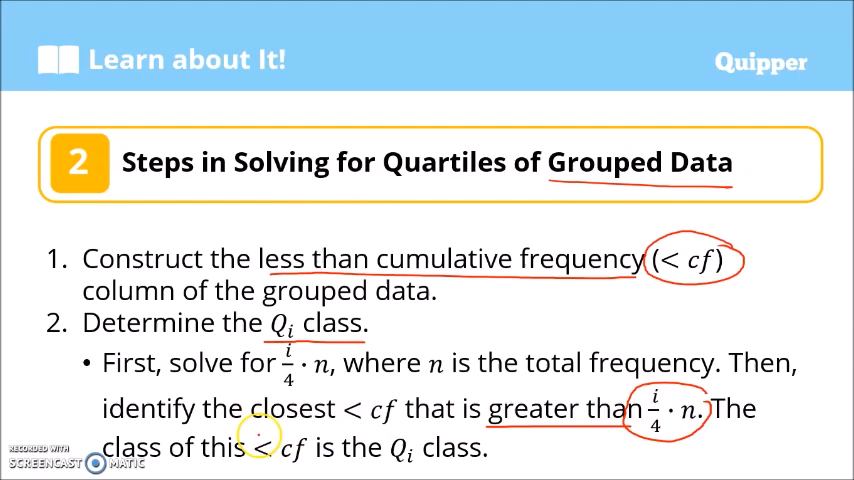 Learn about It!
Quipper
2
Steps in Solving for Quartiles of Grouped Data
1. Construct the less than cumulative frequency (< cf)
column of the grouped data.
2. Determine the Qᵢ class.
• First, solve for i/4 · n, where n is the total frequency. Then,
identify the closest < cf that is greater than i/4 · n. The
class of this < cf is the Qᵢ class.
RECORDED WITH
SCREENCAST MATIC